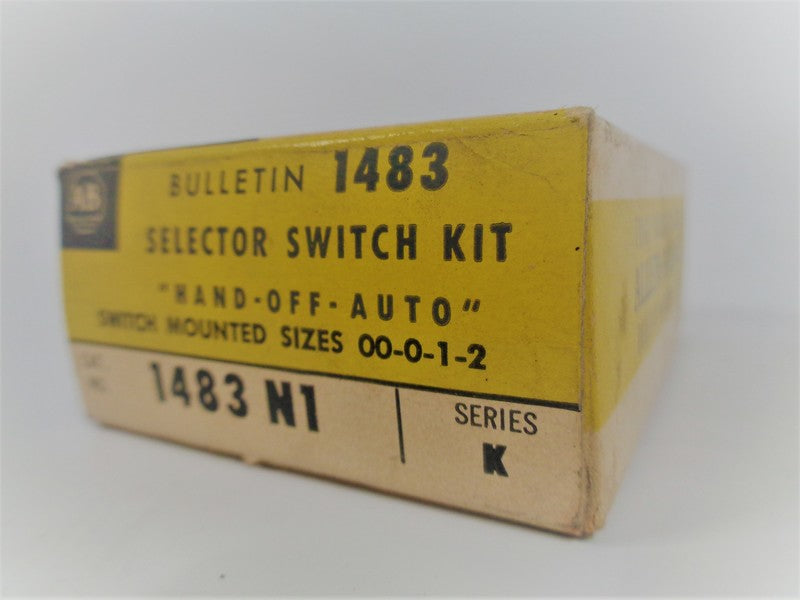 AB
BULLETIN 1483
SELECTOR SWITCH KIT
"HAND-OFF-AUTO"
SWITCH MOUNTED SIZES 00-0-1-2
CAT. NO. 1483 N1
SERIES K